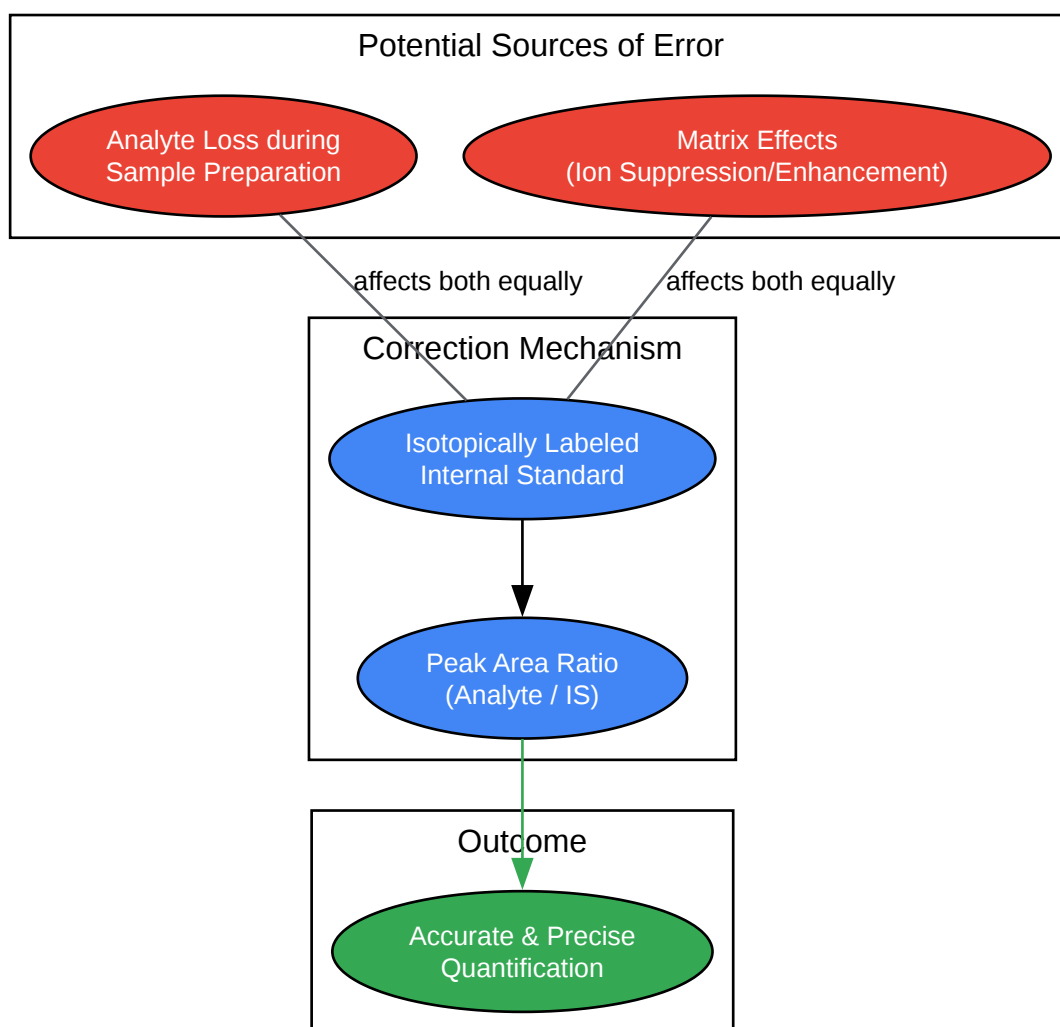 Potential Sources of Error
Analyte Loss during
Sample Preparation
Matrix Effects
(Ion Suppression/Enhancement)
affects both equally
affects both equally
Correction Mechanism
Isotopically Labeled
Internal Standard
Peak Area Ratio
(Analyte / IS)
Outcome
Accurate & Precise
Quantification